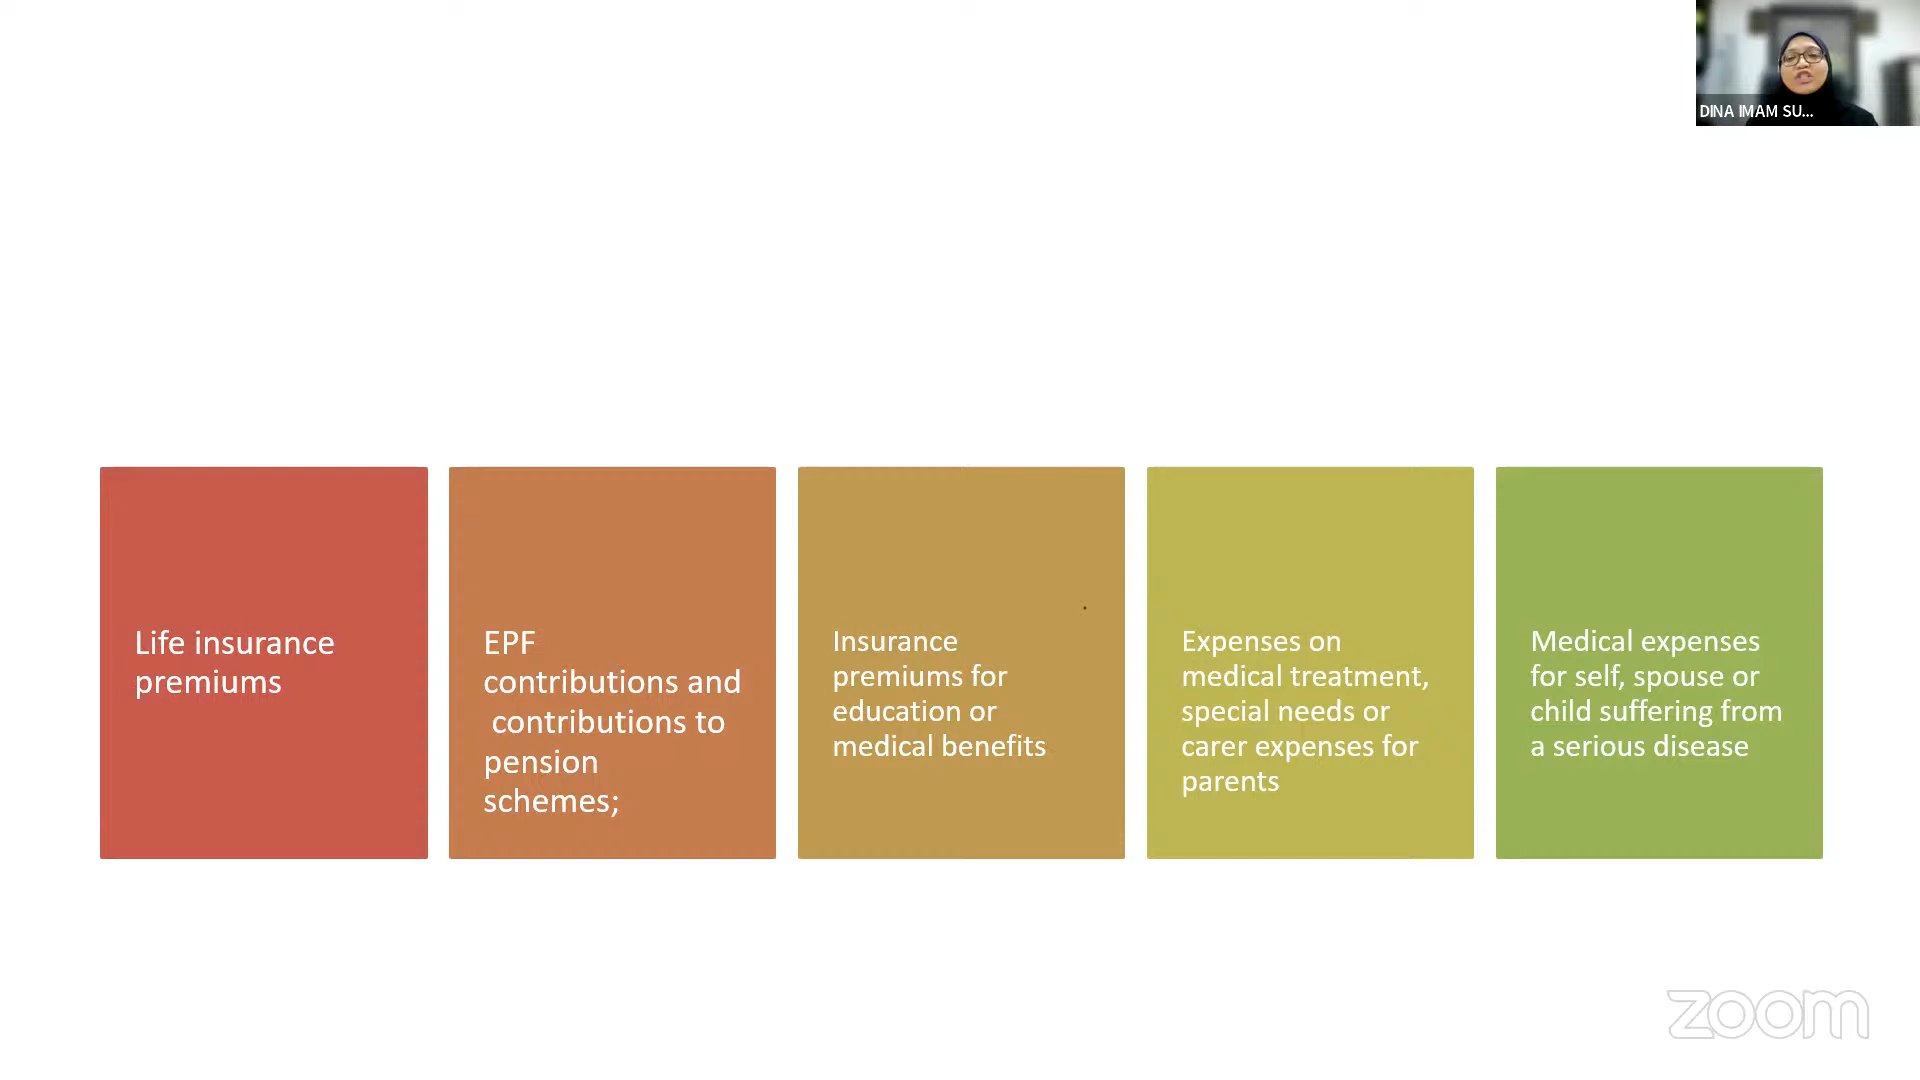 DINA IMAM SU...
Life insurance
premiums
EPF
contributions and
contributions to
pension
schemes;
Insurance
premiums for
education or
medical benefits
Expenses on
medical treatment,
special needs or
carer expenses for
parents
Medical expenses
for self, spouse or
child suffering from
a serious disease
zoom